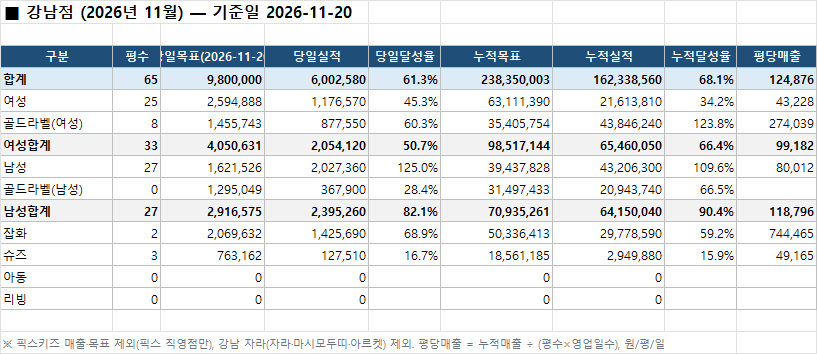 ■ 강남점 (2026년 11월) — 기준일 2026-11-20
구분 평수 당일목표(2026-11-20 당일실적 당일달성율 누적목표 누적실적 누적달성율 평당매출
합계 65 9,800,000 6,002,580 61.3% 238,350,003 162,338,560 68.1% 124,876
여성 25 2,594,888 1,176,570 45.3% 63,111,390 21,613,810 34.2% 43,228
골드라벨(여성) 8 1,455,743 877,550 60.3% 35,405,754 43,846,240 123.8% 274,039
여성합계 33 4,050,631 2,054,120 50.7% 98,517,144 65,460,050 66.4% 99,182
남성 27 1,621,526 2,027,360 125.0% 39,437,828 43,206,300 109.6% 80,012
골드라벨(남성) 0 1,295,049 367,900 28.4% 31,497,433 20,943,740 66.5%
남성합계 27 2,916,575 2,395,260 82.1% 70,935,261 64,150,040 90.4% 118,796
잡화 2 2,069,632 1,425,690 68.9% 50,336,413 29,778,590 59.2% 744,465
슈즈 3 763,162 127,510 16.7% 18,561,185 2,949,880 15.9% 49,165
아동 0 0 0 0
리빙 0 0 0 0
※ 픽스키즈 매출·목표 제외(픽스 직영점만), 강남 자라(자라·마시모두띠·아르켓) 제외. 평당매출 = 누적매출 ÷ (평수×영업일수), 원/평/일